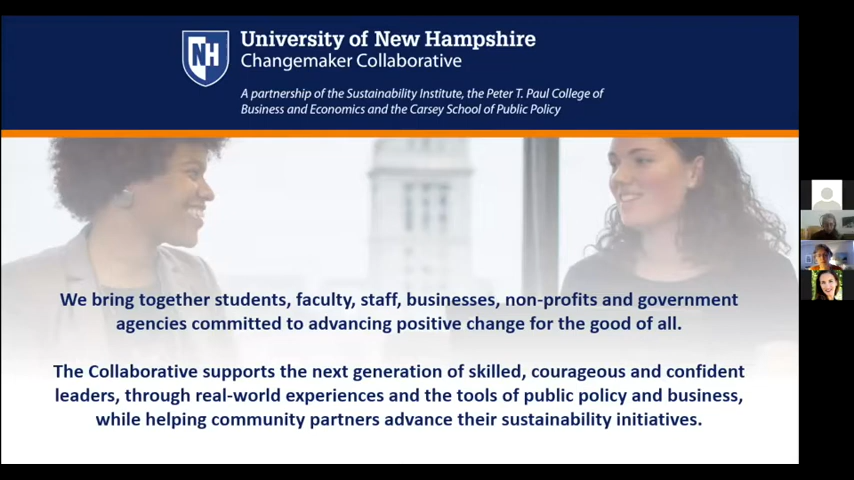 NH
University of New Hampshire
Changemaker Collaborative
A partnership of the Sustainability Institute, the Peter T. Paul College of
Business and Economics and the Carsey School of Public Policy
We bring together students, faculty, staff, businesses, non-profits and government
agencies committed to advancing positive change for the good of all.
The Collaborative supports the next generation of skilled, courageous and confident
leaders, through real-world experiences and the tools of public policy and business,
while helping community partners advance their sustainability initiatives.